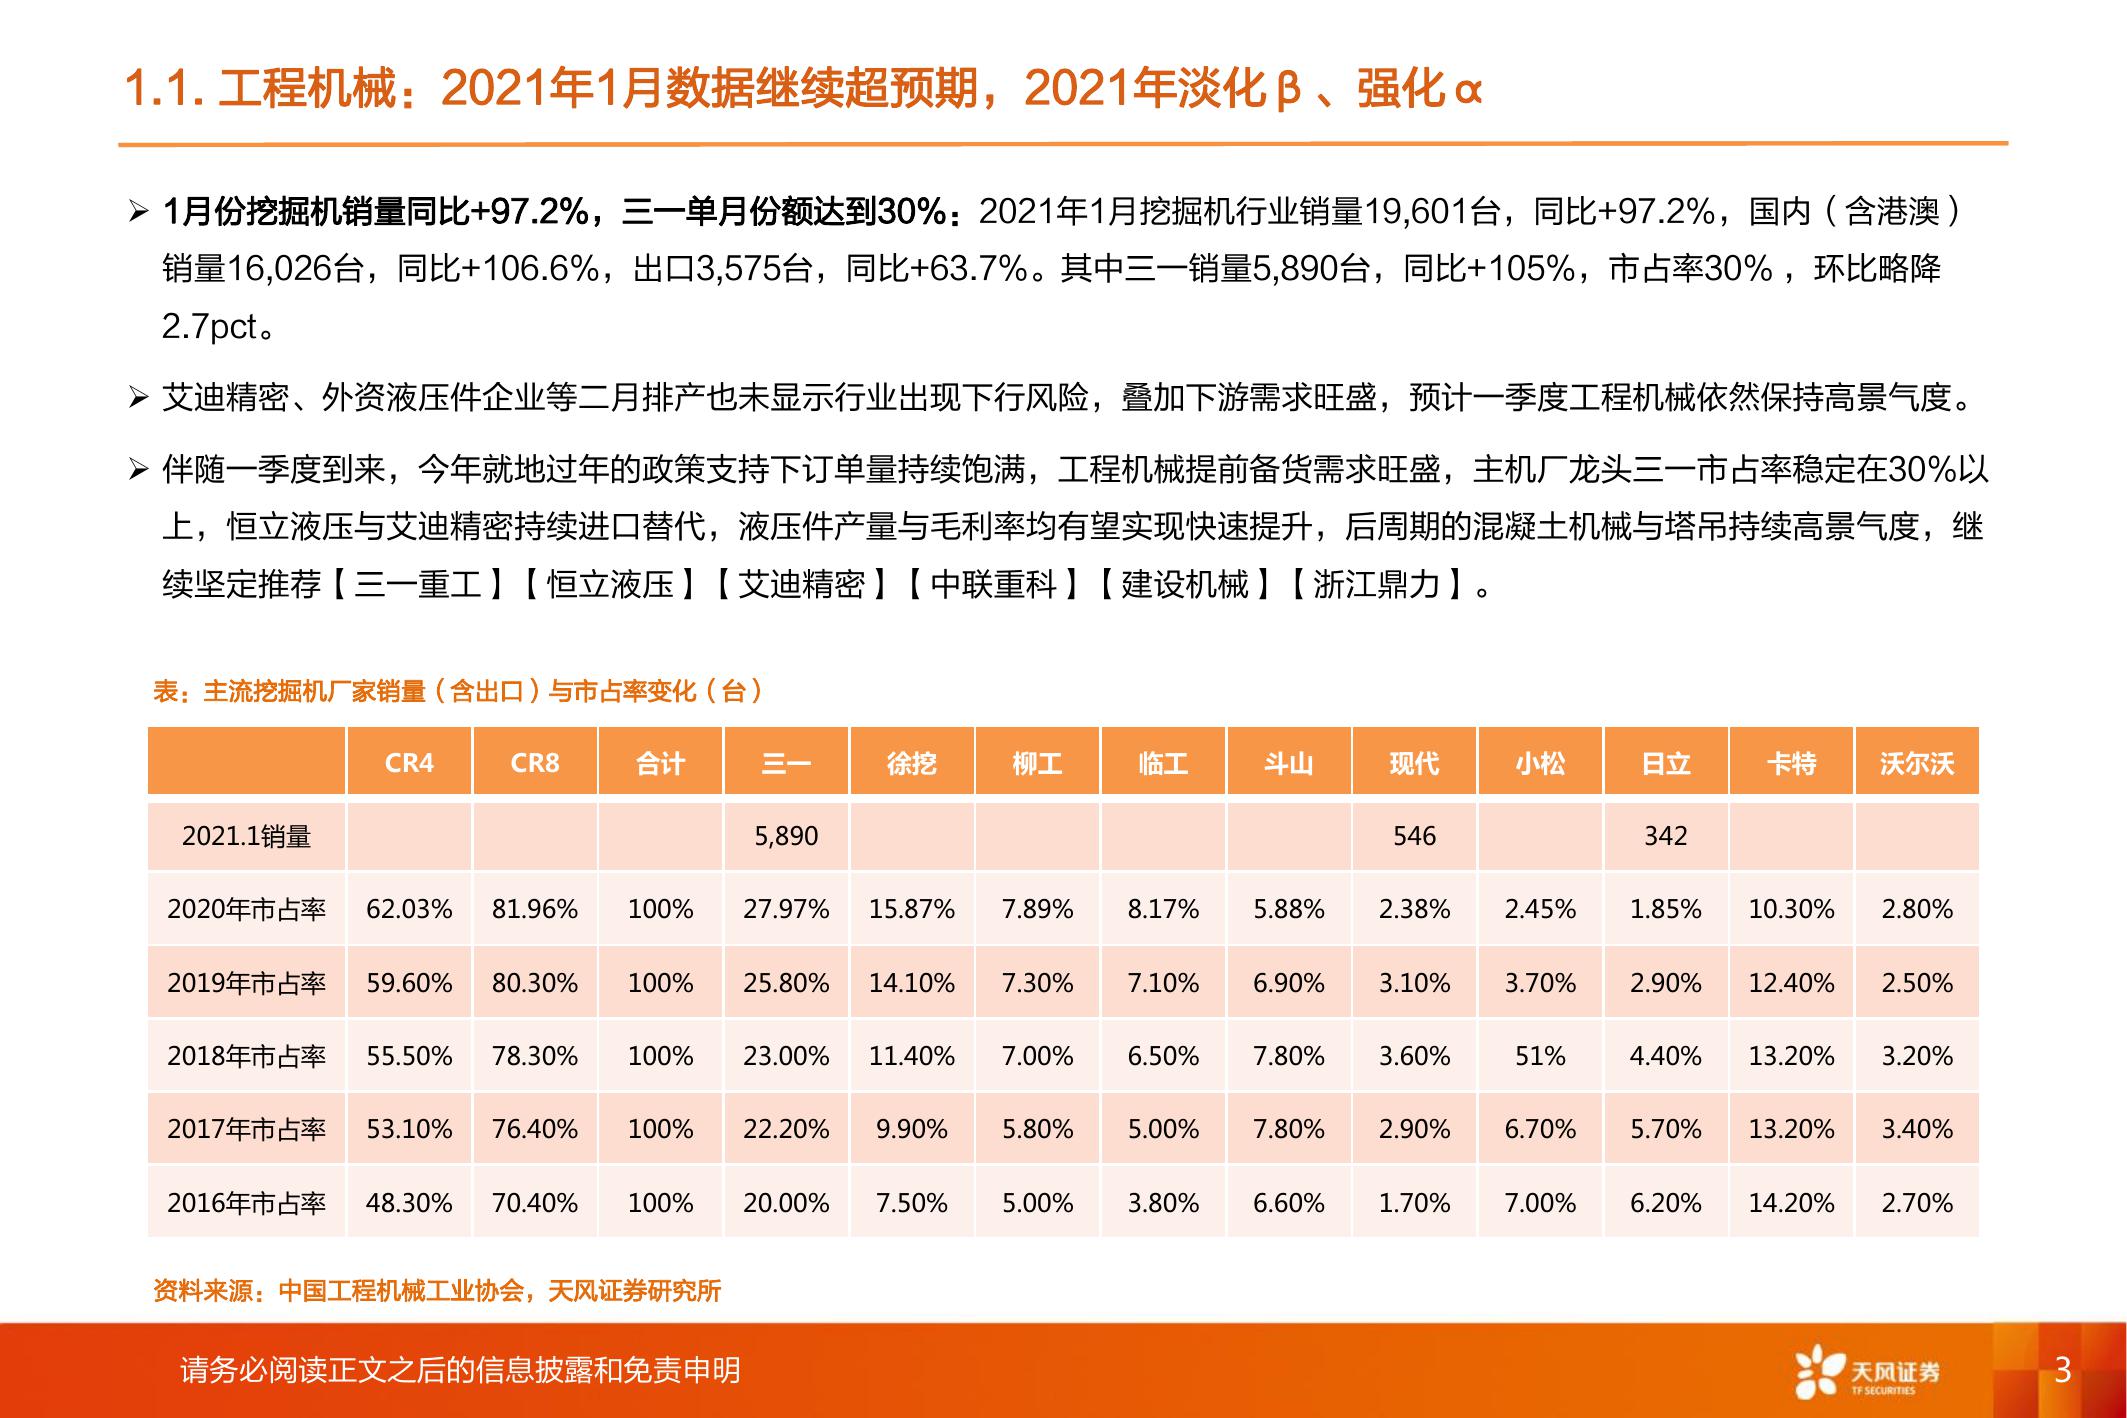 1.1. 工程机械：2021年1月数据继续超预期，2021年淡化β、强化α
➢ 1月份挖掘机销量同比+97.2%，三一单月份额达到30%：2021年1月挖掘机行业销量19,601台，同比+97.2%，国内（含港澳）
销量16,026台，同比+106.6%，出口3,575台，同比+63.7%。其中三一销量5,890台，同比+105%，市占率30%，环比略降
2.7pct。
➢ 艾迪精密、外资液压件企业等二月排产也未显示行业出现下行风险，叠加下游需求旺盛，预计一季度工程机械依然保持高景气度。
➢ 伴随一季度到来，今年就地过年的政策支持下订单量持续饱满，工程机械提前备货需求旺盛，主机厂龙头三一市占率稳定在30%以
上，恒立液压与艾迪精密持续进口替代，液压件产量与毛利率均有望实现快速提升，后周期的混凝土机械与塔吊持续高景气度，继
续坚定推荐【三一重工】【恒立液压】【艾迪精密】【中联重科】【建设机械】【浙江鼎力】。
表：主流挖掘机厂家销量（含出口）与市占率变化（台）
CR4 CR8 合计 三一 徐挖 柳工 临工 斗山 现代 小松 日立 卡特 沃尔沃
2021.1销量 5,890 546 342
2020年市占率 62.03% 81.96% 100% 27.97% 15.87% 7.89% 8.17% 5.88% 2.38% 2.45% 1.85% 10.30% 2.80%
2019年市占率 59.60% 80.30% 100% 25.80% 14.10% 7.30% 7.10% 6.90% 3.10% 3.70% 2.90% 12.40% 2.50%
2018年市占率 55.50% 78.30% 100% 23.00% 11.40% 7.00% 6.50% 7.80% 3.60% 51% 4.40% 13.20% 3.20%
2017年市占率 53.10% 76.40% 100% 22.20% 9.90% 5.80% 5.00% 7.80% 2.90% 6.70% 5.70% 13.20% 3.40%
2016年市占率 48.30% 70.40% 100% 20.00% 7.50% 5.00% 3.80% 6.60% 1.70% 7.00% 6.20% 14.20% 2.70%
资料来源：中国工程机械工业协会，天风证券研究所
请务必阅读正文之后的信息披露和免责申明
天风证券
TF SECURITIES
3